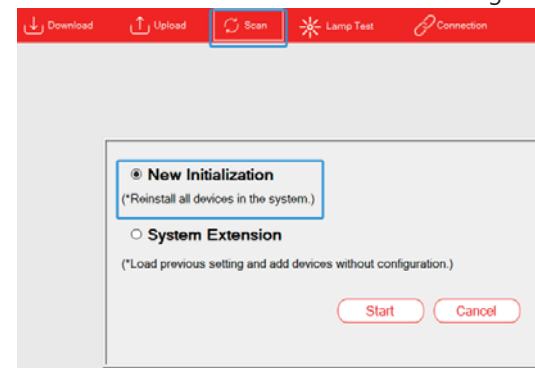 Download Upload Scan Lamp Test Connection
New Initialization
(*Reinstall all devices in the system.)
System Extension
(*Load previous setting and add devices without configuration.)
Start Cancel